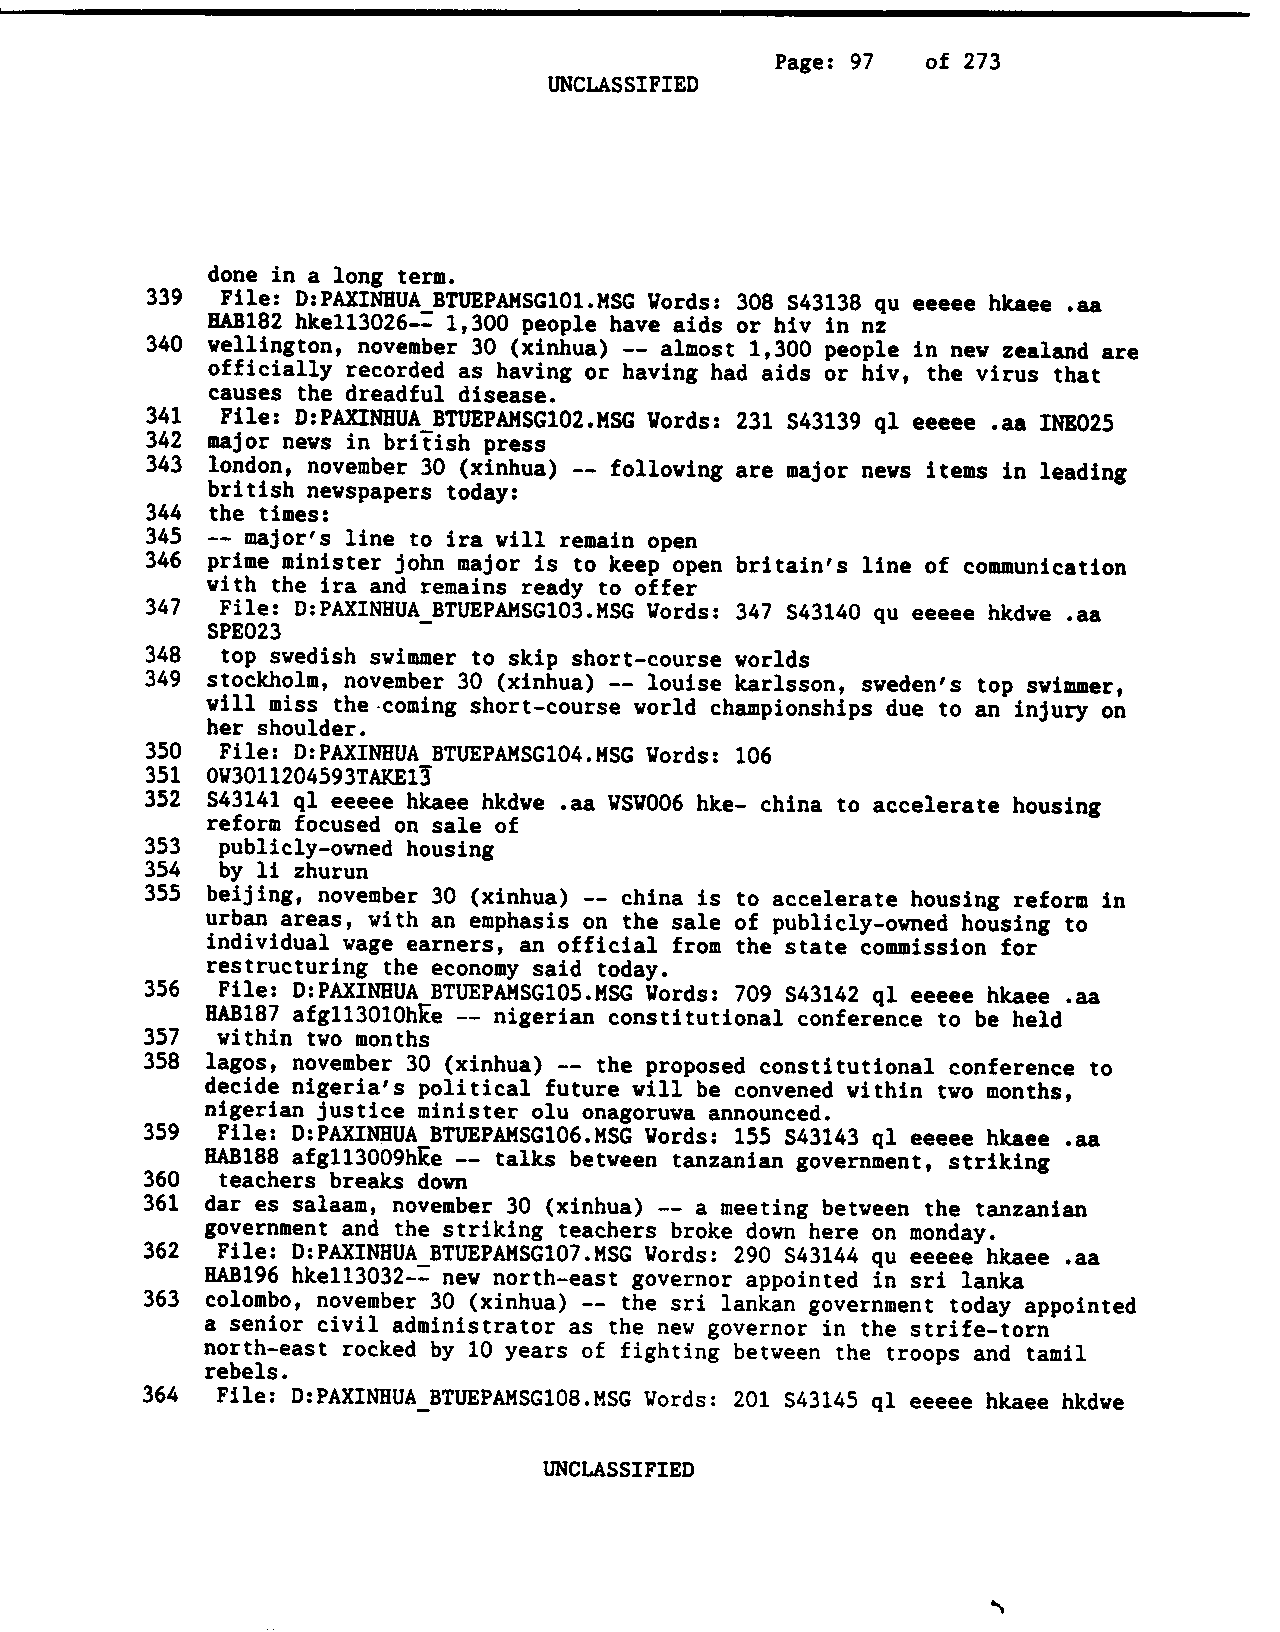 Page: 97 of 273
UNCLASSIFIED
done in a long term.
339 File: D:PAXINHUA_BTUEPAMSG101.MSG Words: 308 S43138 qu eeeee hkaee .aa
HAB182 hke113026-- 1,300 people have aids or hiv in nz
340 wellington, november 30 (xinhua) -- almost 1,300 people in new zealand are
officially recorded as having or having had aids or hiv, the virus that
causes the dreadful disease.
341 File: D:PAXINHUA_BTUEPAMSG102.MSG Words: 231 S43139 ql eeeee .aa INE025
342 major news in british press
343 london, november 30 (xinhua) -- following are major news items in leading
british newspapers today:
344 the times:
345 -- major's line to ira will remain open
346 prime minister john major is to keep open britain's line of communication
with the ira and remains ready to offer
347 File: D:PAXINHUA_BTUEPAMSG103.MSG Words: 347 S43140 qu eeeee hkdwe .aa
SPE023
348 top swedish swimmer to skip short-course worlds
349 stockholm, november 30 (xinhua) -- louise karlsson, sweden's top swimmer,
will miss the coming short-course world championships due to an injury on
her shoulder.
350 File: D:PAXINHUA_BTUEPAMSG104.MSG Words: 106
351 OW3011204593TAKE13
352 S43141 ql eeeee hkaee hkdwe .aa WSW006 hke- china to accelerate housing
reform focused on sale of
353 publicly-owned housing
354 by li zhurun
355 beijing, november 30 (xinhua) -- china is to accelerate housing reform in
urban areas, with an emphasis on the sale of publicly-owned housing to
individual wage earners, an official from the state commission for
restructuring the economy said today.
356 File: D:PAXINHUA_BTUEPAMSG105.MSG Words: 709 S43142 ql eeeee hkaee .aa
HAB187 afg113010hke -- nigerian constitutional conference to be held
357 within two months
358 lagos, november 30 (xinhua) -- the proposed constitutional conference to
decide nigeria's political future will be convened within two months,
nigerian justice minister olu onagoruwa announced.
359 File: D:PAXINHUA_BTUEPAMSG106.MSG Words: 155 S43143 ql eeeee hkaee .aa
HAB188 afg113009hke -- talks between tanzanian government, striking
360 teachers breaks down
361 dar es salaam, november 30 (xinhua) -- a meeting between the tanzanian
government and the striking teachers broke down here on monday.
362 File: D:PAXINHUA_BTUEPAMSG107.MSG Words: 290 S43144 qu eeeee hkaee .aa
HAB196 hke113032-- new north-east governor appointed in sri lanka
363 colombo, november 30 (xinhua) -- the sri lankan government today appointed
a senior civil administrator as the new governor in the strife-torn
north-east rocked by 10 years of fighting between the troops and tamil
rebels.
364 File: D:PAXINHUA_BTUEPAMSG108.MSG Words: 201 S43145 ql eeeee hkaee hkdwe
UNCLASSIFIED